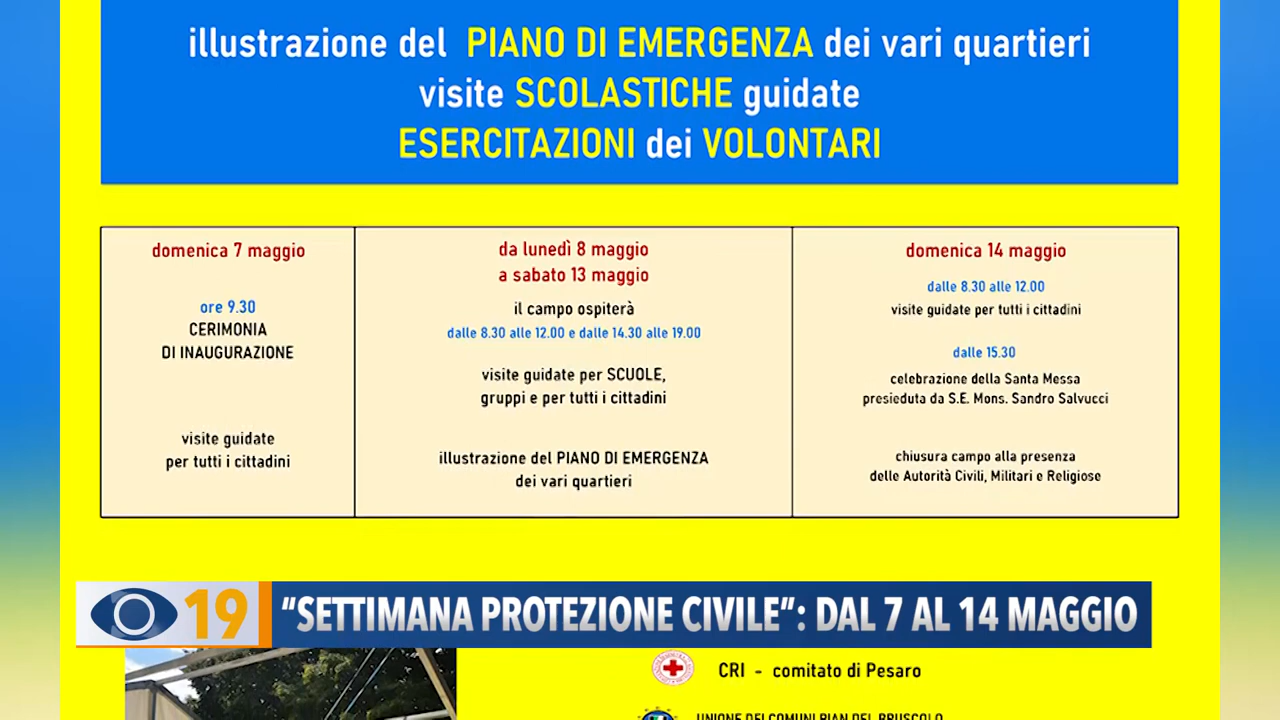 illustrazione del PIANO DI EMERGENZA dei vari quartieri
visite SCOLASTICHE guidate
ESERCITAZIONI dei VOLONTARI
domenica 7 maggio
ore 9.30
CERIMONIA
DI INAUGURAZIONE
visite guidate
per tutti i cittadini
da lunedì 8 maggio
a sabato 13 maggio
il campo ospiterà
dalle 8.30 alle 12.00 e dalle 14.30 alle 19.00
visite guidate per SCUOLE,
gruppi e per tutti i cittadini
illustrazione del PIANO DI EMERGENZA
dei vari quartieri
domenica 14 maggio
dalle 8.30 alle 12.00
visite guidate per tutti i cittadini
dalle 15.30
celebrazione della Santa Messa
presieduta da S.E. Mons. Sandro Salvucci
chiusura campo alla presenza
delle Autorità Civili, Militari e Religiose
19 "SETTIMANA PROTEZIONE CIVILE": DAL 7 AL 14 MAGGIO
CRI - comitato di Pesaro
UNIONE DEI COMUNI PIAN DEL BRUSCOLO